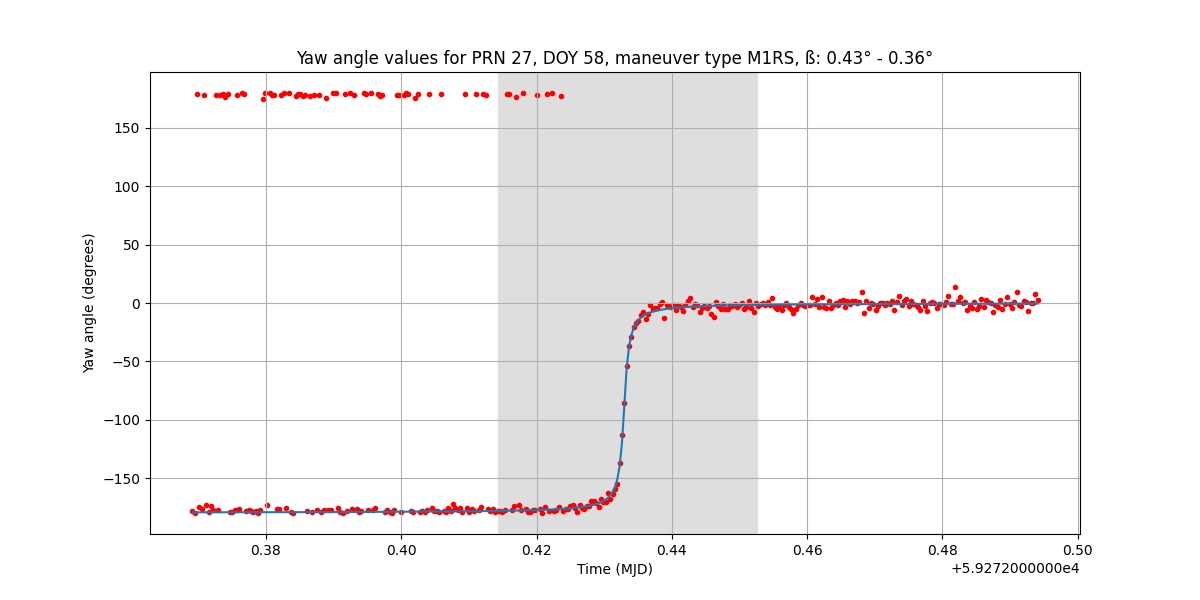 Yaw angle values for PRN 27, DOY 58, maneuver type M1RS, ß: 0.43° - 0.36°
Yaw angle (degrees)
150
100
50
0
−50
−100
−150
0.38 0.40 0.42 0.44 0.46 0.48 0.50
Time (MJD)
+5.9272000000e4